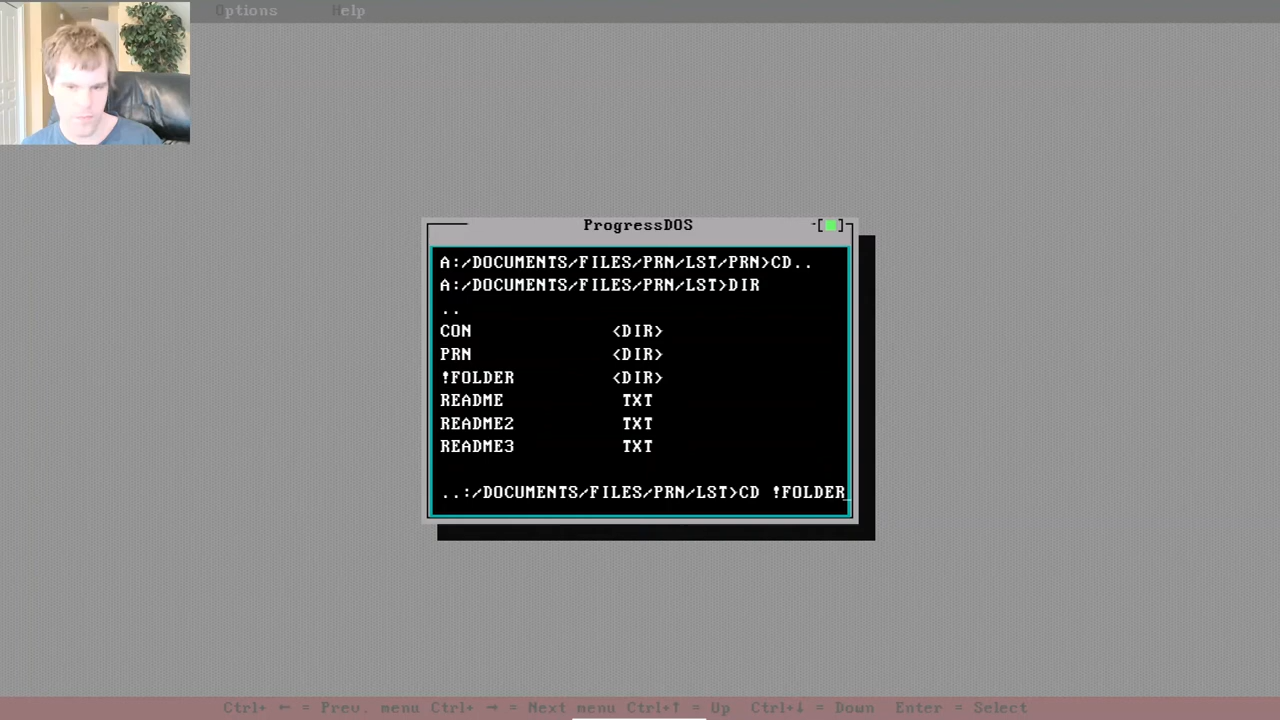 Options Help
ProgressDOS
A:/DOCUMENTS/FILES/PRN/LST/PRN>CD..
A:/DOCUMENTS/FILES/PRN/LST>DIR
..
CON <DIR>
PRN <DIR>
!FOLDER <DIR>
README TXT
README2 TXT
README3 TXT
..:/DOCUMENTS/FILES/PRN/LST>CD !FOLDER_
Ctrl+ ← = Prev. menu Ctrl+ → = Next menu Ctrl+↑ = Up Ctrl+↓ = Down Enter = Select